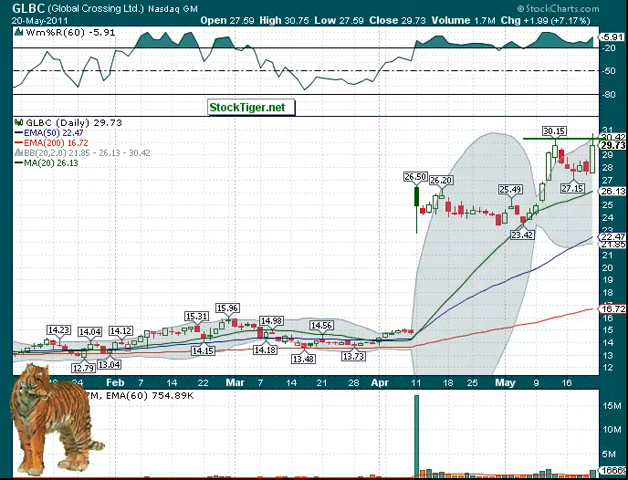 GLBC (Global Crossing Ltd.) Nasdaq GM
© StockCharts.com
20-May-2011
Open 27.59 High 30.75 Low 27.59 Close 29.73 Volume 1.7M Chg +1.99 (+7.17%)
Wm%R(60) -5.91
-5.91
-20
-50
-80
StockTiger.net
GLBC (Daily) 29.73
EMA(50) 22.47
EMA(200) 16.72
BB(20,2.0) 21.85 - 26.13 - 30.42
MA(20) 26.13
31
30.42
29.73
29
28
27
26.13
25
24
23
22.47
21.85
21
20
19
18
16.72
16
15
14
13
12
30.15
26.50
26.20
25.49
27.15
23.42
14.23
14.04
14.12
15.31
15.96
14.98
14.56
12.79
13.04
14.15
14.18
13.48
13.73
24 Feb 7 14 22 Mar 7 14 21 28 Apr 11 18 25 May 9 16
7M, EMA(60) 754.89K
15M
10M
5M